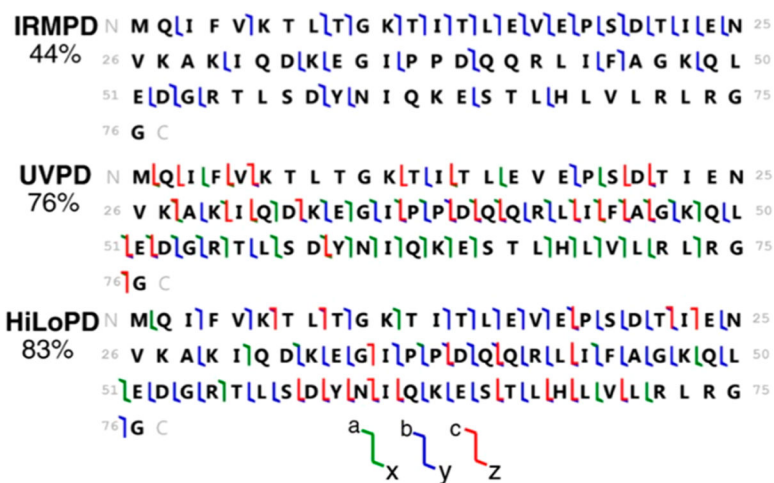 IRMPD N M Q I F V K T L T G K T I T L E V E P S D T I E N 25
44% 26 V K A K I Q D K E G I P P D Q Q R L I F A G K Q L 50
51 E D G R T L S D Y N I Q K E S T L H L V L R L R G 75
76 G C
UVPD N M Q I F V K T L T G K T I T L E V E P S D T I E N 25
76% 26 V K A K I Q D K E G I P P D Q Q R L I F A G K Q L 50
51 E D G R T L S D Y N I Q K E S T L H L V L R L R G 75
76 G C
HiLoPD N M Q I F V K T L T G K T I T L E V E P S D T I E N 25
83% 26 V K A K I Q D K E G I P P D Q Q R L I F A G K Q L 50
51 E D G R T L S D Y N I Q K E S T L H L V L R L R G 75
76 G C
a b c
x y z